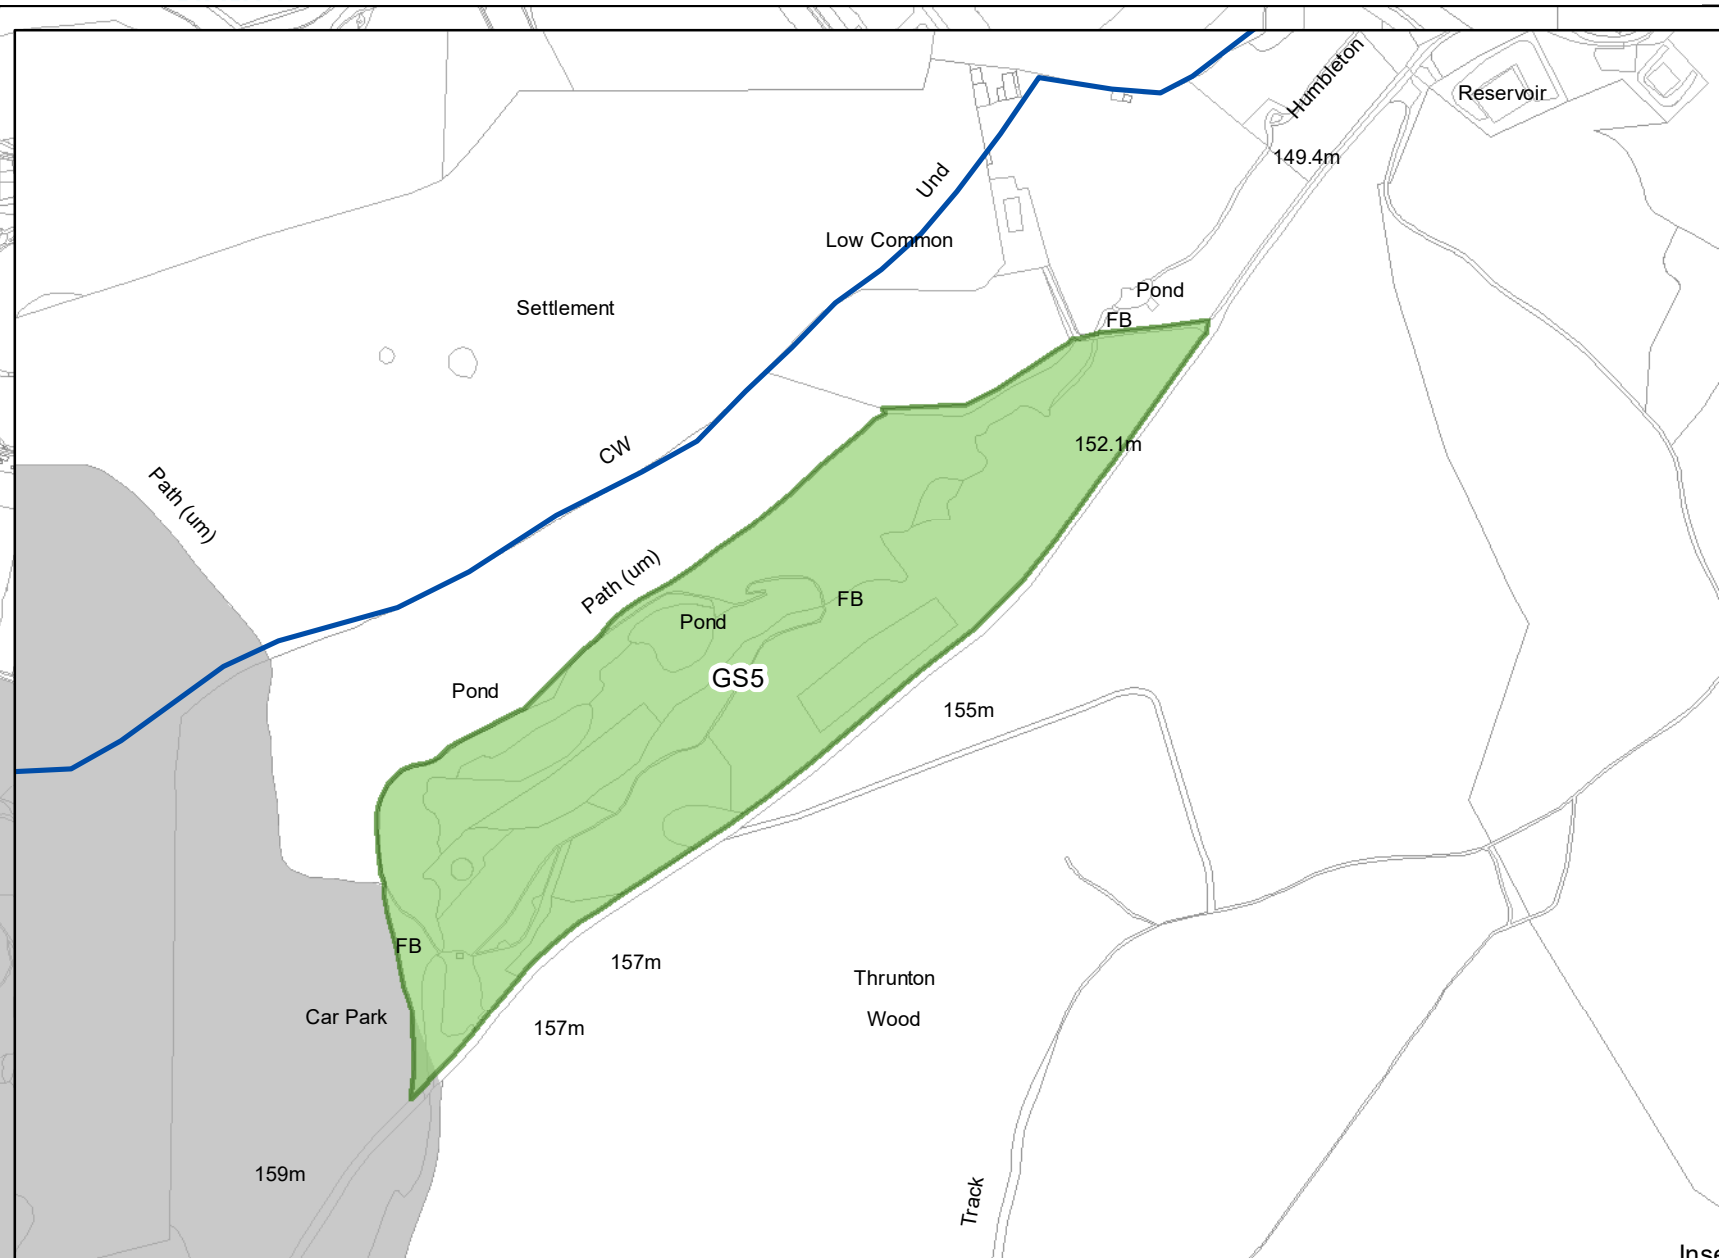 Humbleton
Reservoir
149.4m
Und
Low Common
Pond
Settlement
FB
152.1m
CW
Path (um)
Path (um)
FB
Pond
GS5
Pond
155m
FB
157m
Thrunton
Wood
Car Park
157m
159m
Track